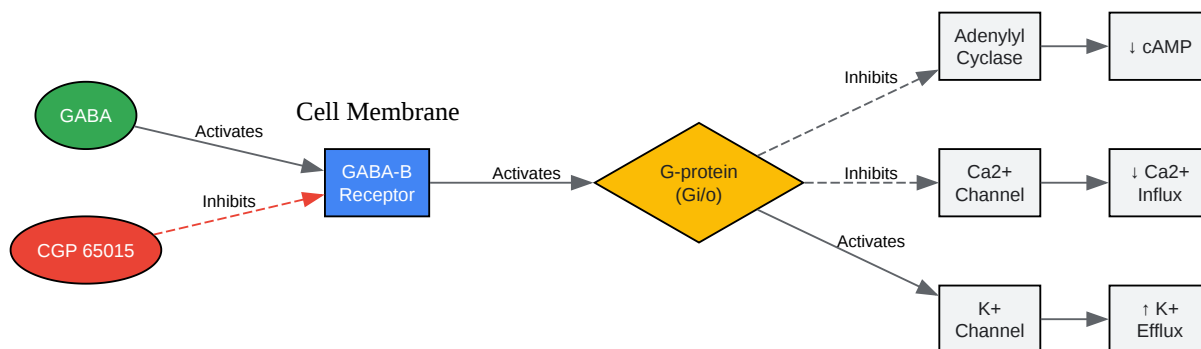 GABA
Activates
CGP 65015
Inhibits
Cell Membrane
GABA-B
Receptor
Activates
G-protein
(Gi/o)
Inhibits
Adenylyl
Cyclase
↓ cAMP
Inhibits
Ca2+
Channel
↓ Ca2+
Influx
Activates
K+
Channel
↑ K+
Efflux